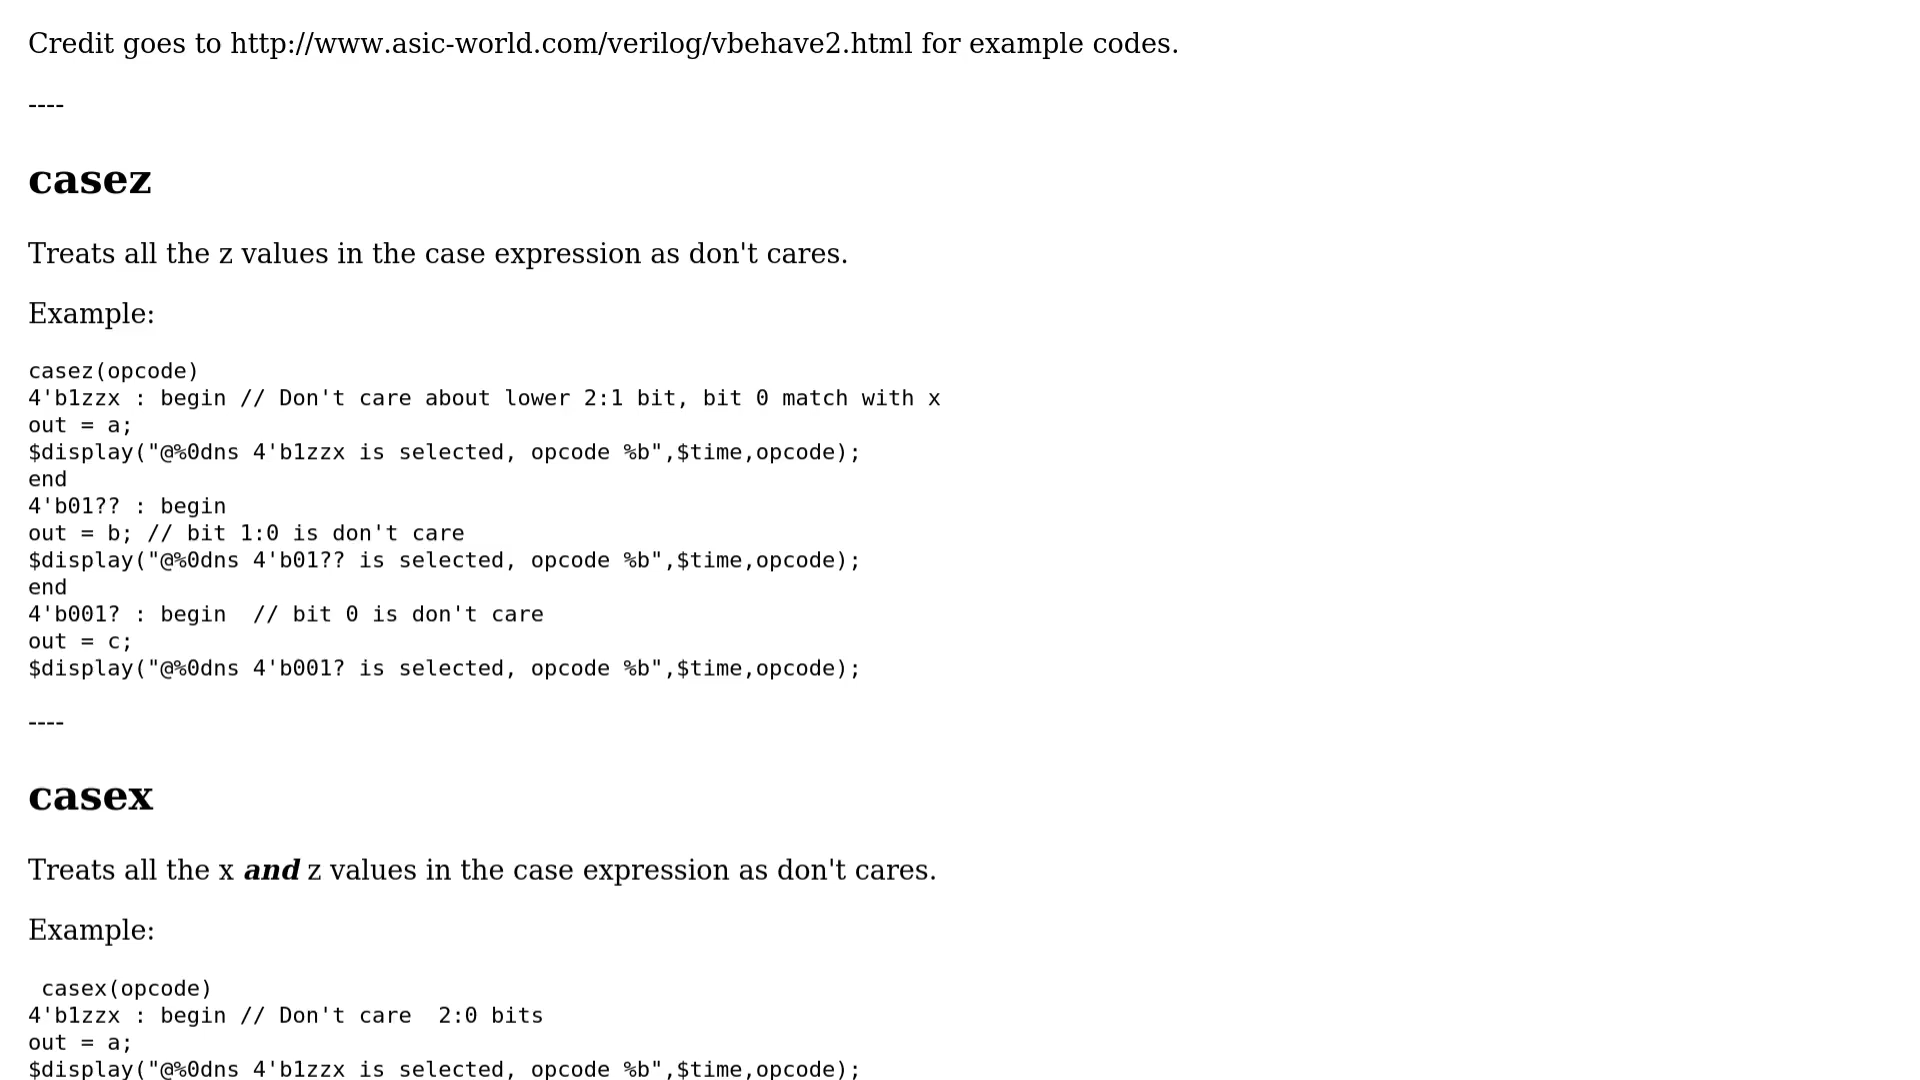 Credit goes to http://www.asic-world.com/verilog/vbehave2.html for example codes.
----
casez
Treats all the z values in the case expression as don't cares.
Example:
casez(opcode)
4'b1zzx : begin // Don't care about lower 2:1 bit, bit 0 match with x
out = a;
$display("@%0dns 4'b1zzx is selected, opcode %b",$time,opcode);
end
4'b01?? : begin
out = b; // bit 1:0 is don't care
$display("@%0dns 4'b01?? is selected, opcode %b",$time,opcode);
end
4'b001? : begin  // bit 0 is don't care
out = c;
$display("@%0dns 4'b001? is selected, opcode %b",$time,opcode);
----
casex
Treats all the x and z values in the case expression as don't cares.
Example:
 casex(opcode)
4'b1zzx : begin // Don't care  2:0 bits
out = a;
$display("@%0dns 4'b1zzx is selected, opcode %b",$time,opcode);